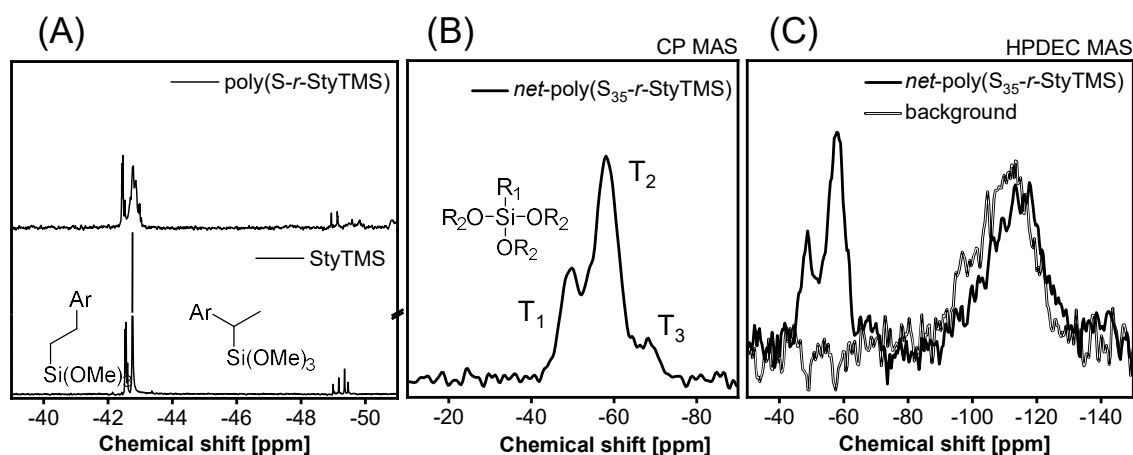 (A)
poly(S-r-StyTMS)
StyTMS
Ar
Si(OMe)
Ar
Si(OMe)3
-40 -42 -44 -46 -48 -50
Chemical shift [ppm]
(B)
CP MAS
net-poly(S35-r-StyTMS)
R1
R2O-Si-OR2
OR2
T1
T2
T3
-20 -40 -60 -80
Chemical shift [ppm]
(C)
HPDEC MAS
net-poly(S35-r-StyTMS)
background
-40 -60 -80 -100 -120 -140
Chemical shift [ppm]